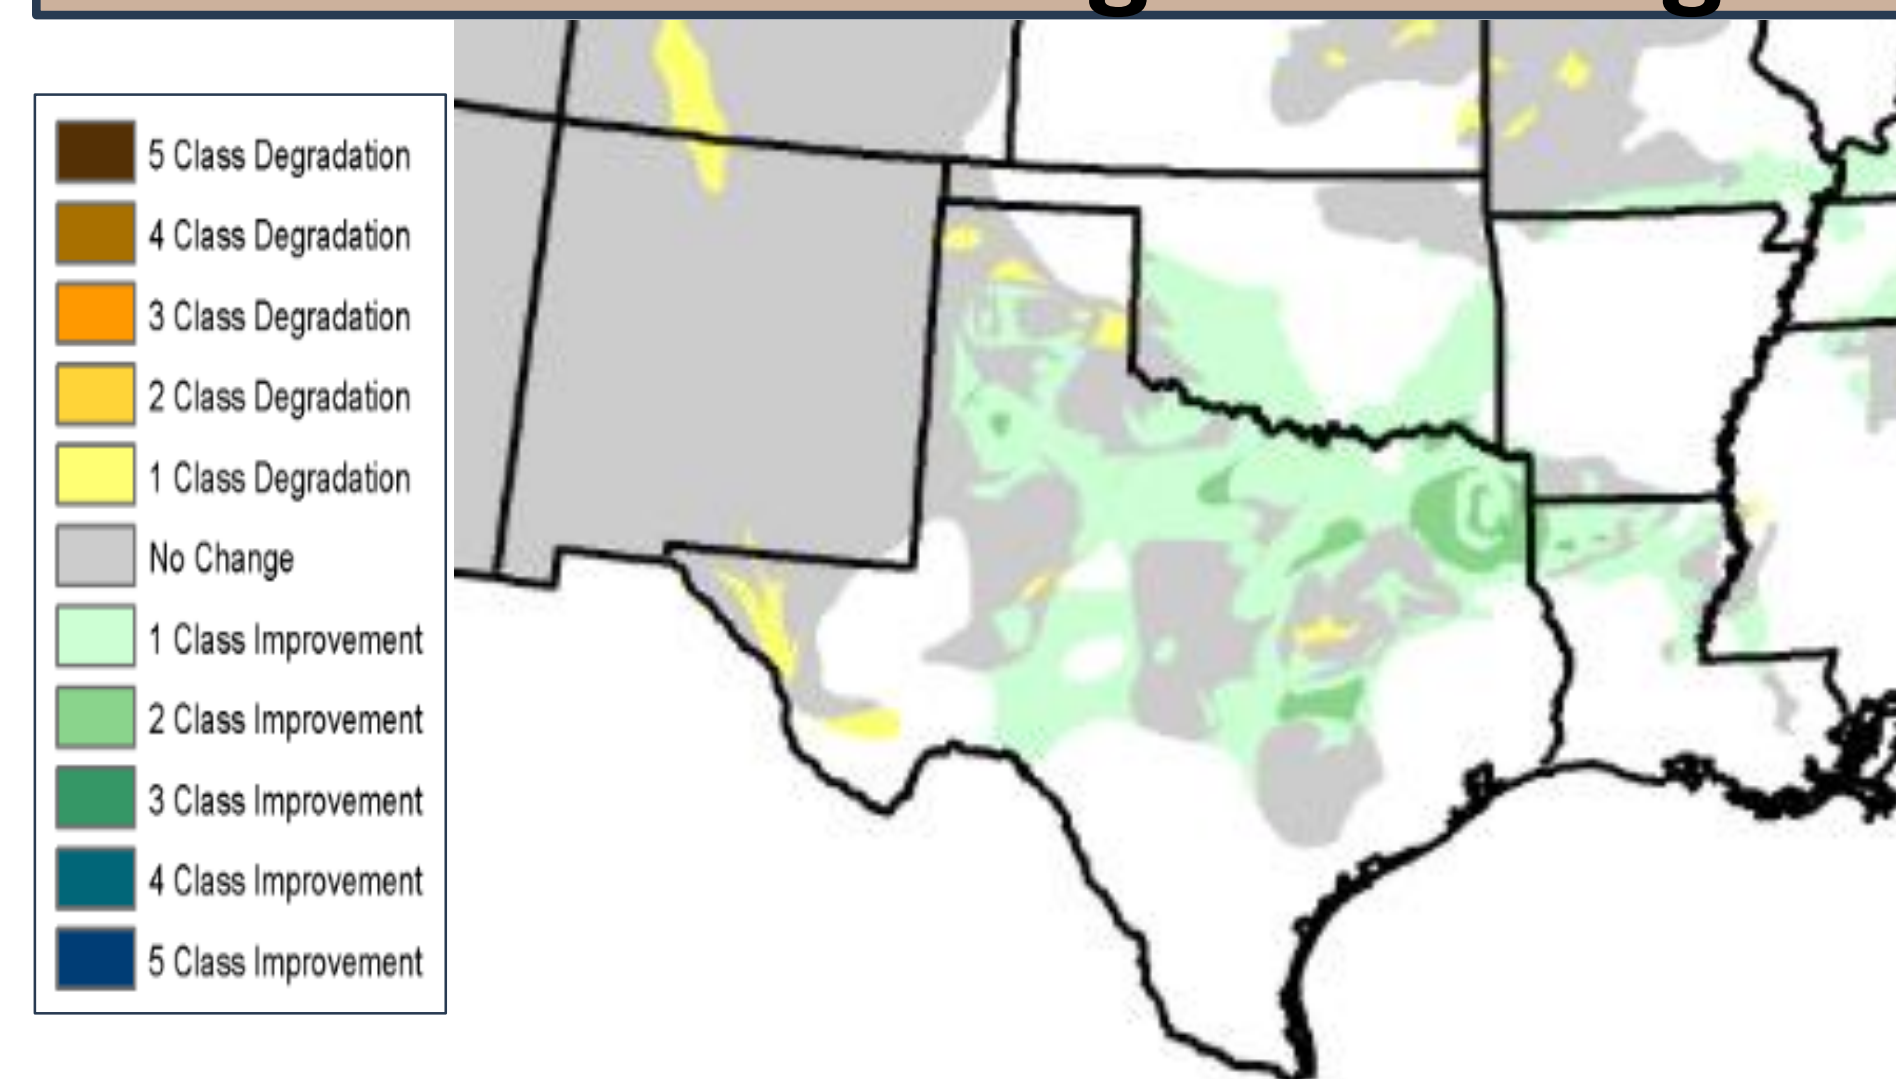 5 Class Degradation
4 Class Degradation
3 Class Degradation
2 Class Degradation
1 Class Degradation
No Change
1 Class Improvement
2 Class Improvement
3 Class Improvement
4 Class Improvement
5 Class Improvement